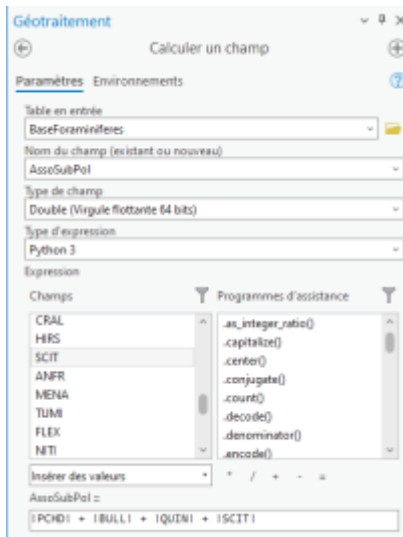 Géotraitement
Calculer un champ
Paramètres Environnements
Table en entrée
BaseForaminiferes
Nom du champ (existant ou nouveau)
AssoSubPol
Type de champ
Double (Virgule flottante 64 bits)
Type d'expression
Python 3
Expression
Champs
Programmes d'assistance
CRAL
HIRS
SCIT
ANFR
MENA
TUMI
FLEX
NITI
.as_integer_ratio()
.capitalize()
.center()
.conjugate()
.count()
.decode()
.denominator()
.encode()
Insérer des valeurs
* / + - =
AssoSubPol =
!PCHD! + !BULL! + !QUIN! + !SCIT!